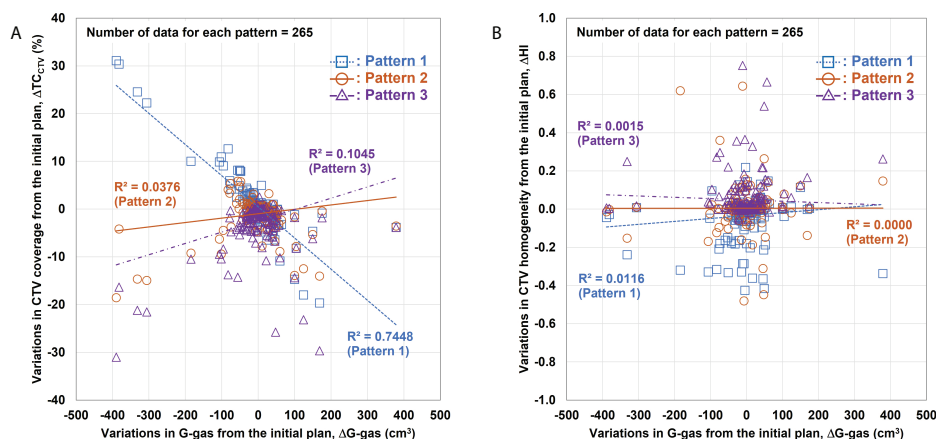 A
Number of data for each pattern = 265
: Pattern 1
: Pattern 2
: Pattern 3
R² = 0.1045
(Pattern 3)
R² = 0.0376
(Pattern 2)
R² = 0.7448
(Pattern 1)
Variations in CTV coverage from the initial plan, ΔTC_CTV (%)
40
30
20
10
0
-10
-20
-30
-40
-500 -400 -300 -200 -100 0 100 200 300 400 500
Variations in G-gas from the initial plan, ΔG-gas (cm³)
B
Number of data for each pattern = 265
: Pattern 1
: Pattern 2
: Pattern 3
R² = 0.0015
(Pattern 3)
R² = 0.0000
(Pattern 2)
R² = 0.0116
(Pattern 1)
Variations in CTV homogeneity from the initial plan, ΔHI
1.0
0.8
0.6
0.4
0.2
0.0
-0.2
-0.4
-0.6
-0.8
-1.0
-500 -400 -300 -200 -100 0 100 200 300 400 500
Variations in G-gas from the initial plan, ΔG-gas (cm³)